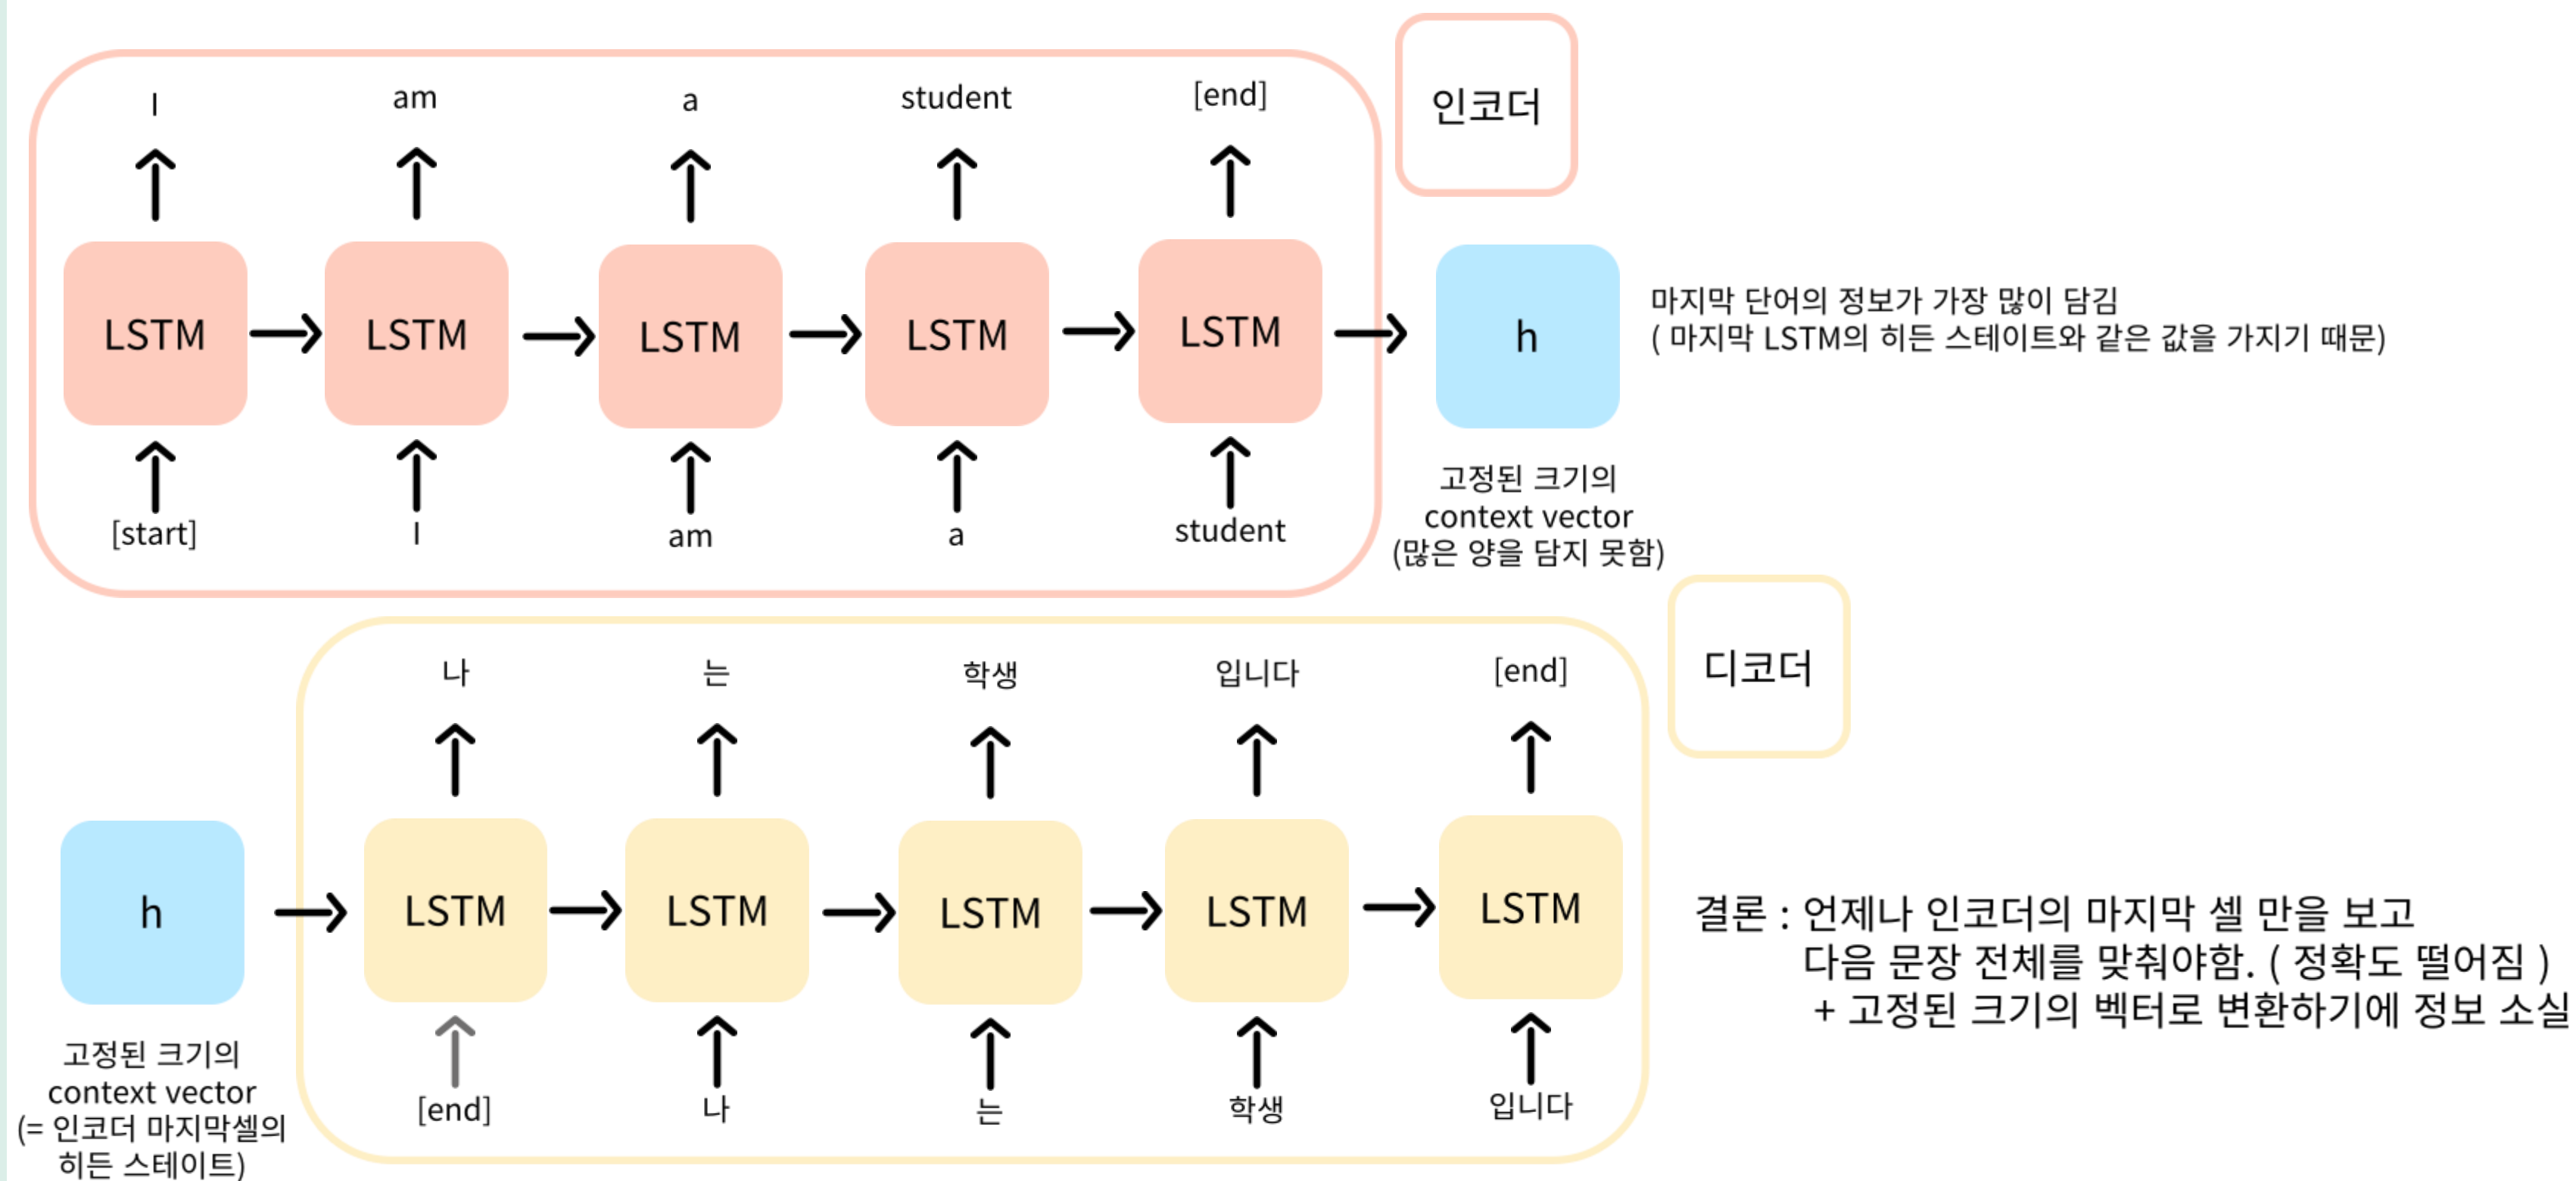 I am a student [end]
인코더
LSTM LSTM LSTM LSTM LSTM h
마지막 단어의 정보가 가장 많이 담김
( 마지막 LSTM의 히든 스테이트와 같은 값을 가지기 때문)
[start] I am a student
고정된 크기의
context vector
(많은 양을 담지 못함)
나 는 학생 입니다 [end]
디코더
h LSTM LSTM LSTM LSTM LSTM
[end] 나 는 학생 입니다
고정된 크기의
context vector
(= 인코더 마지막셀의
히든 스테이트)
결론 : 언제나 인코더의 마지막 셀 만을 보고
다음 문장 전체를 맞춰야함. ( 정확도 떨어짐 )
+ 고정된 크기의 벡터로 변환하기에 정보 소실